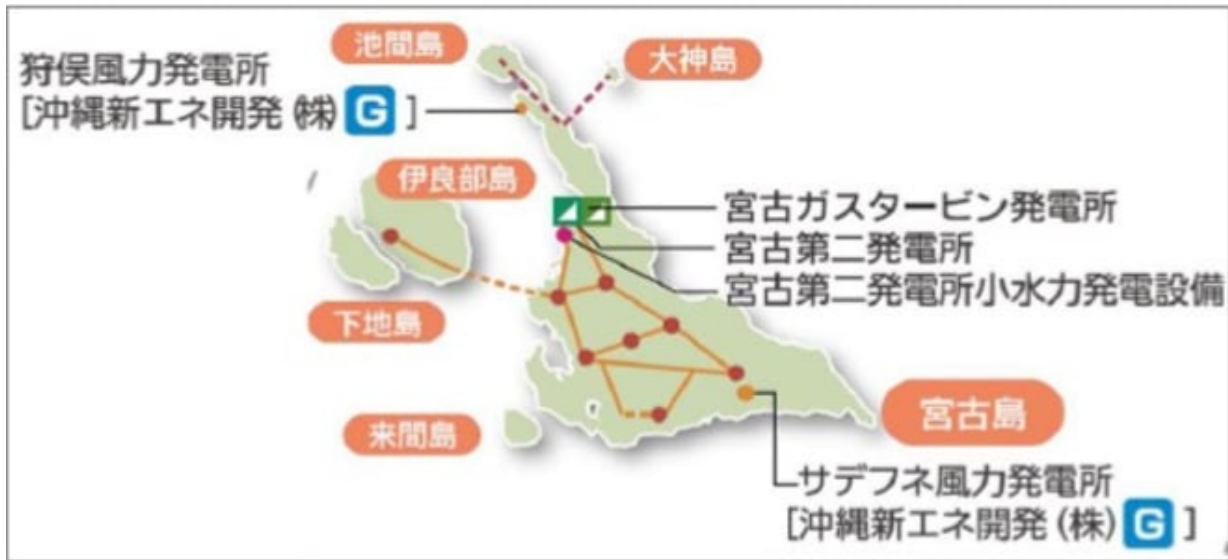 池間島
大神島
狩俣風力発電所
[沖縄新エネ開発(株) G ]
伊良部島
宮古ガスタービン発電所
宮古第二発電所
宮古第二発電所小水力発電設備
下地島
来間島
宮古島
サデフネ風力発電所
[沖縄新エネ開発(株) G ]